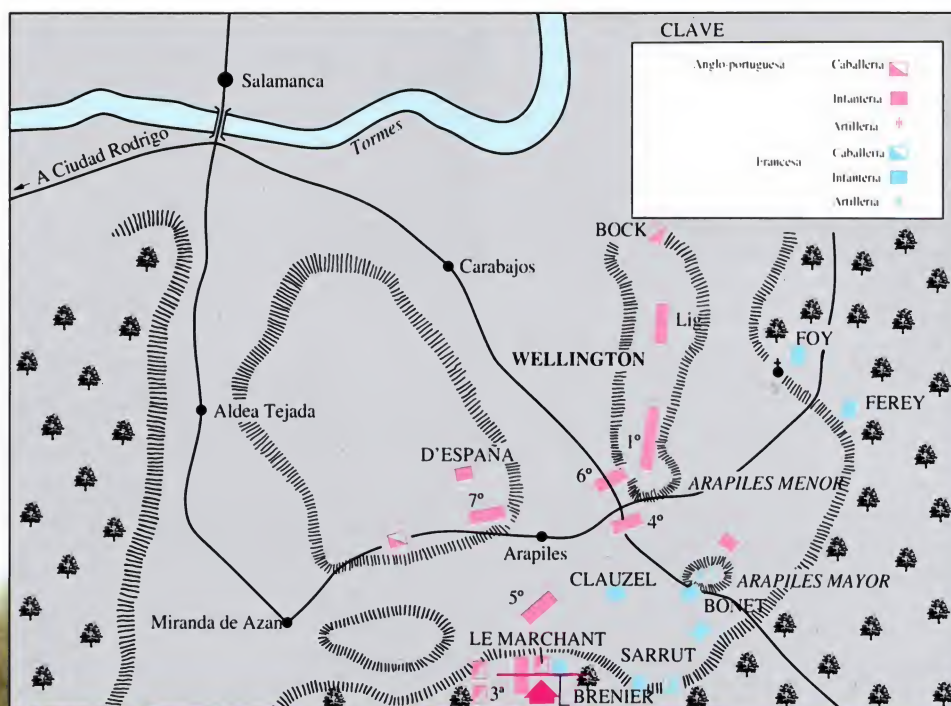 CLAVE
Anglo-portuguesa
Caballería
Infantería
Artillería
Francesa
Caballería
Infantería
Artillería
Salamanca
Tormes
← A Ciudad Rodrigo
BOCK
Carabajos
Lig
WELLINGTON
FOY
FEREY
Aldea Tejada
D'ESPAÑA
1º
6º
ARAPILES MENOR
7º
4º
Arapiles
CLAUZEL
ARAPILES MAYOR
BONET
5º
Miranda de Azan
LE MARCHANT
SARRUT
3ª
BRENIER